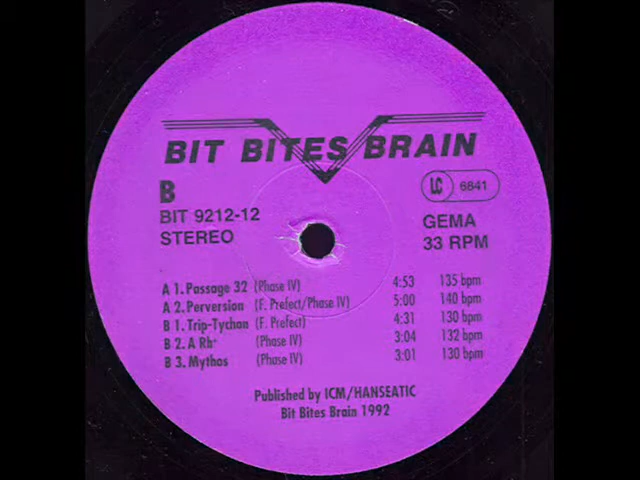 BIT BITES BRAIN
B
LC 6841
BIT 9212-12
GEMA
STEREO
33 RPM
A 1. Passage 32 (Phase IV) 4:53 135 bpm
A 2. Perversion (F. Prefect/Phase IV) 5:00 140 bpm
B 1. Trip-Tychon (F. Prefect) 4:31 130 bpm
B 2. A Rh+ (Phase IV) 3:04 132 bpm
B 3. Mythos (Phase IV) 3:01 130 bpm
Published by ICM/HANSEATIC
Bit Bites Brain 1992